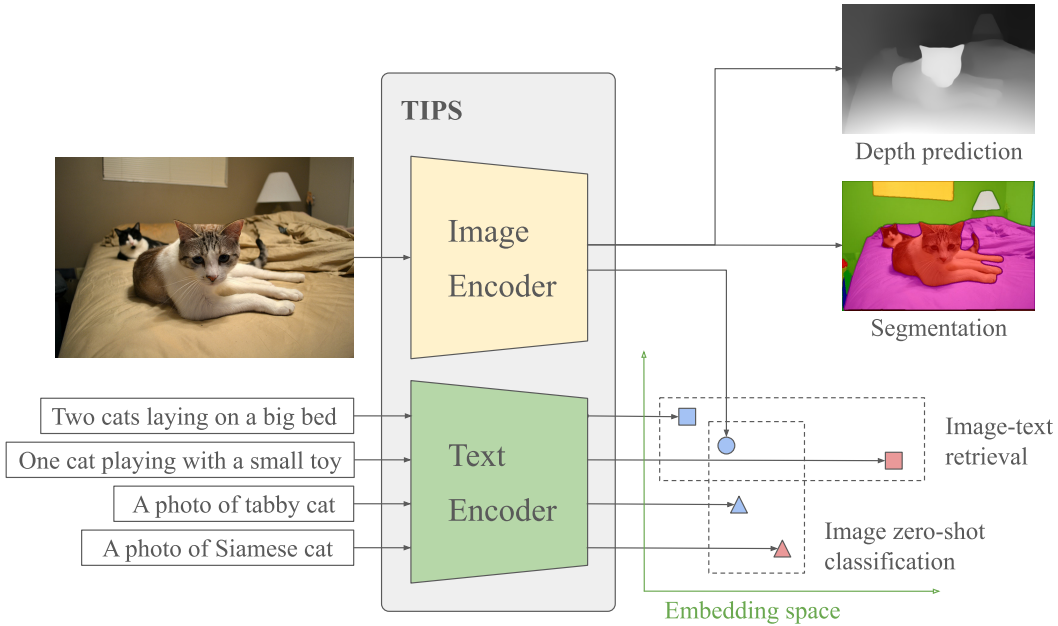 TIPS
Depth prediction
Image
Encoder
Segmentation
Two cats laying on a big bed
One cat playing with a small toy
A photo of tabby cat
A photo of Siamese cat
Text
Encoder
Image-text
retrieval
Image zero-shot
classification
Embedding space